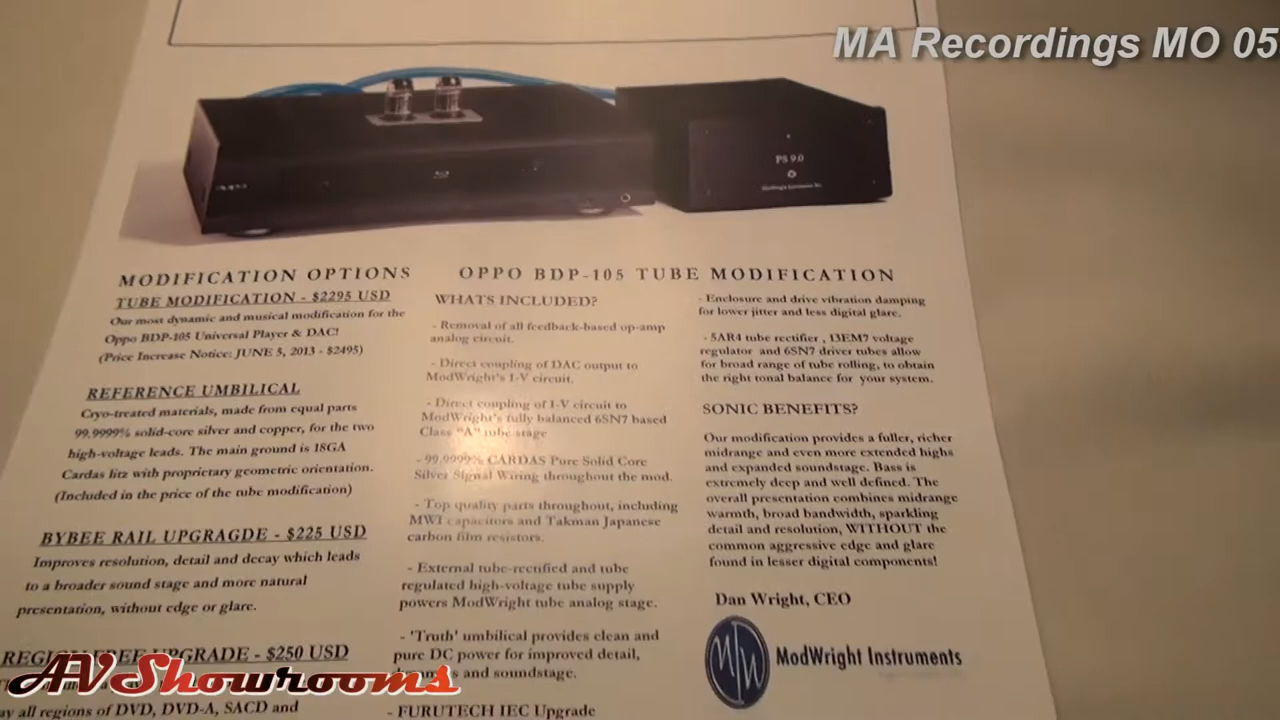 MA Recordings MO 05
PS 9.0
MODIFICATION OPTIONS
TUBE MODIFICATION - $2295 USD
Our most dynamic and musical modification for the
Oppo BDP-105 Universal Player & DAC!
(Price Increase Notice: JUNE 5, 2013 - $2495)
REFERENCE UMBILICAL
Cryo-treated materials, made from equal parts
99.9999% solid-core silver and copper, for the two
high-voltage leads. The main ground is 18GA
Cardas litz with proprietary geometric orientation.
(Included in the price of the tube modification)
BYBEE RAIL UPGRAGDE - $225 USD
Improves resolution, detail and decay which leads
to a broader sound stage and more natural
presentation, without edge or glare.
REGION FREE UPGRADE - $250 USD
all regions of DVD, DVD-A, SACD and
OPPO BDP-105 TUBE MODIFICATION
WHATS INCLUDED?
- Removal of all feedback-based op-amp
analog circuit.
- Direct coupling of DAC output to
ModWright's I-V circuit.
- Direct coupling of I-V circuit to
ModWright's fully balanced 6SN7 based
Class "A" tube stage
- 99.9999% CARDAS Pure Solid Core
Silver Signal Wiring throughout the mod.
- Top quality parts throughout, including
MWI capacitors and Takman Japanese
carbon film resistors.
- External tube-rectified and tube
regulated high-voltage tube supply
powers ModWright tube analog stage.
- 'Truth' umbilical provides clean and
pure DC power for improved detail,
and soundstage.
- FURUTECH IEC Upgrade
- Enclosure and drive vibration damping
for lower jitter and less digital glare.
- 5AR4 tube rectifier , 13EM7 voltage
regulator and 6SN7 driver tubes allow
for broad range of tube rolling, to obtain
the right tonal balance for your system.
SONIC BENEFITS?
Our modification provides a fuller, richer
midrange and even more extended highs
and expanded soundstage. Bass is
extremely deep and well defined. The
overall presentation combines midrange
warmth, broad bandwidth, sparkling
detail and resolution, WITHOUT the
common aggressive edge and glare
found in lesser digital components!
Dan Wright, CEO
MW
ModWright Instruments
AVShowrooms